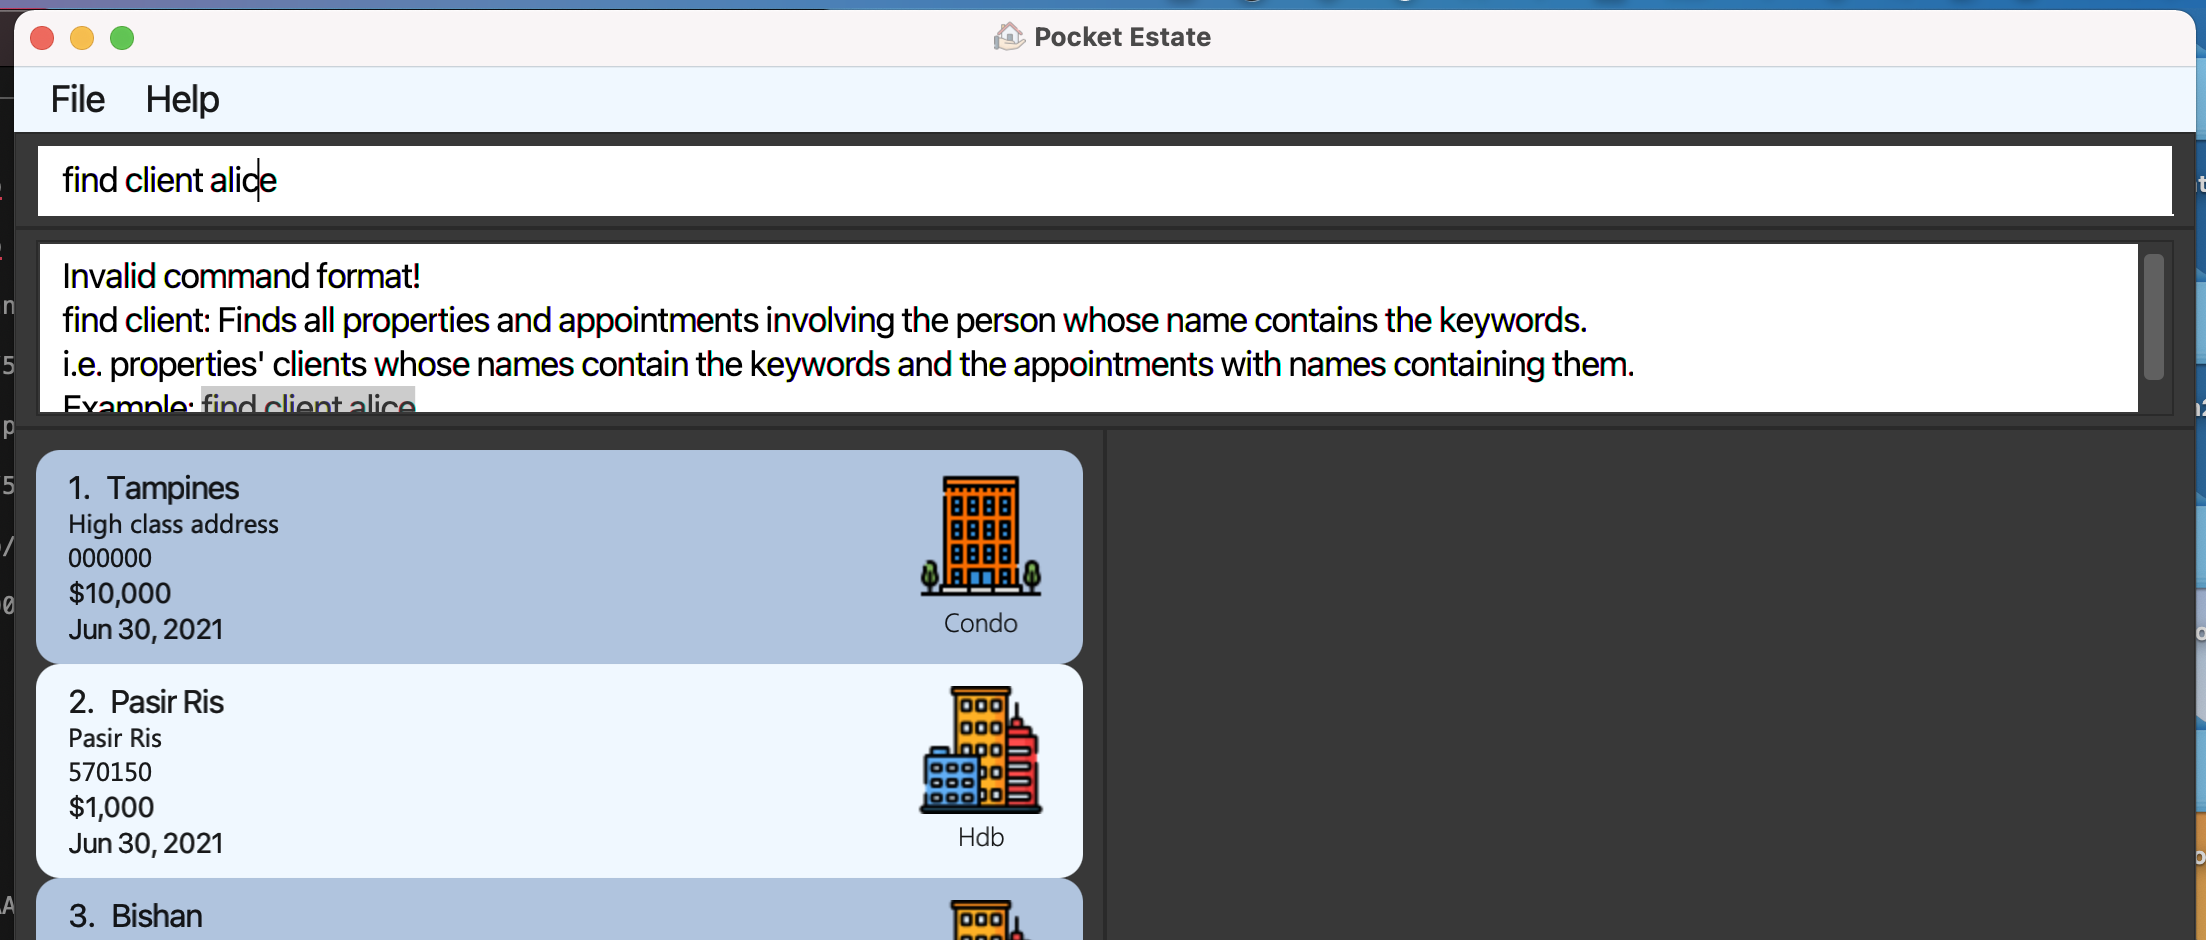 Pocket Estate
File Help
find client alice
Invalid command format!
find client: Finds all properties and appointments involving the person whose name contains the keywords.
i.e. properties' clients whose names contain the keywords and the appointments with names containing them.
Example: find client alice
1. Tampines
High class address
000000
$10,000
Jun 30, 2021
Condo
2. Pasir Ris
Pasir Ris
570150
$1,000
Jun 30, 2021
Hdb
3. Bishan